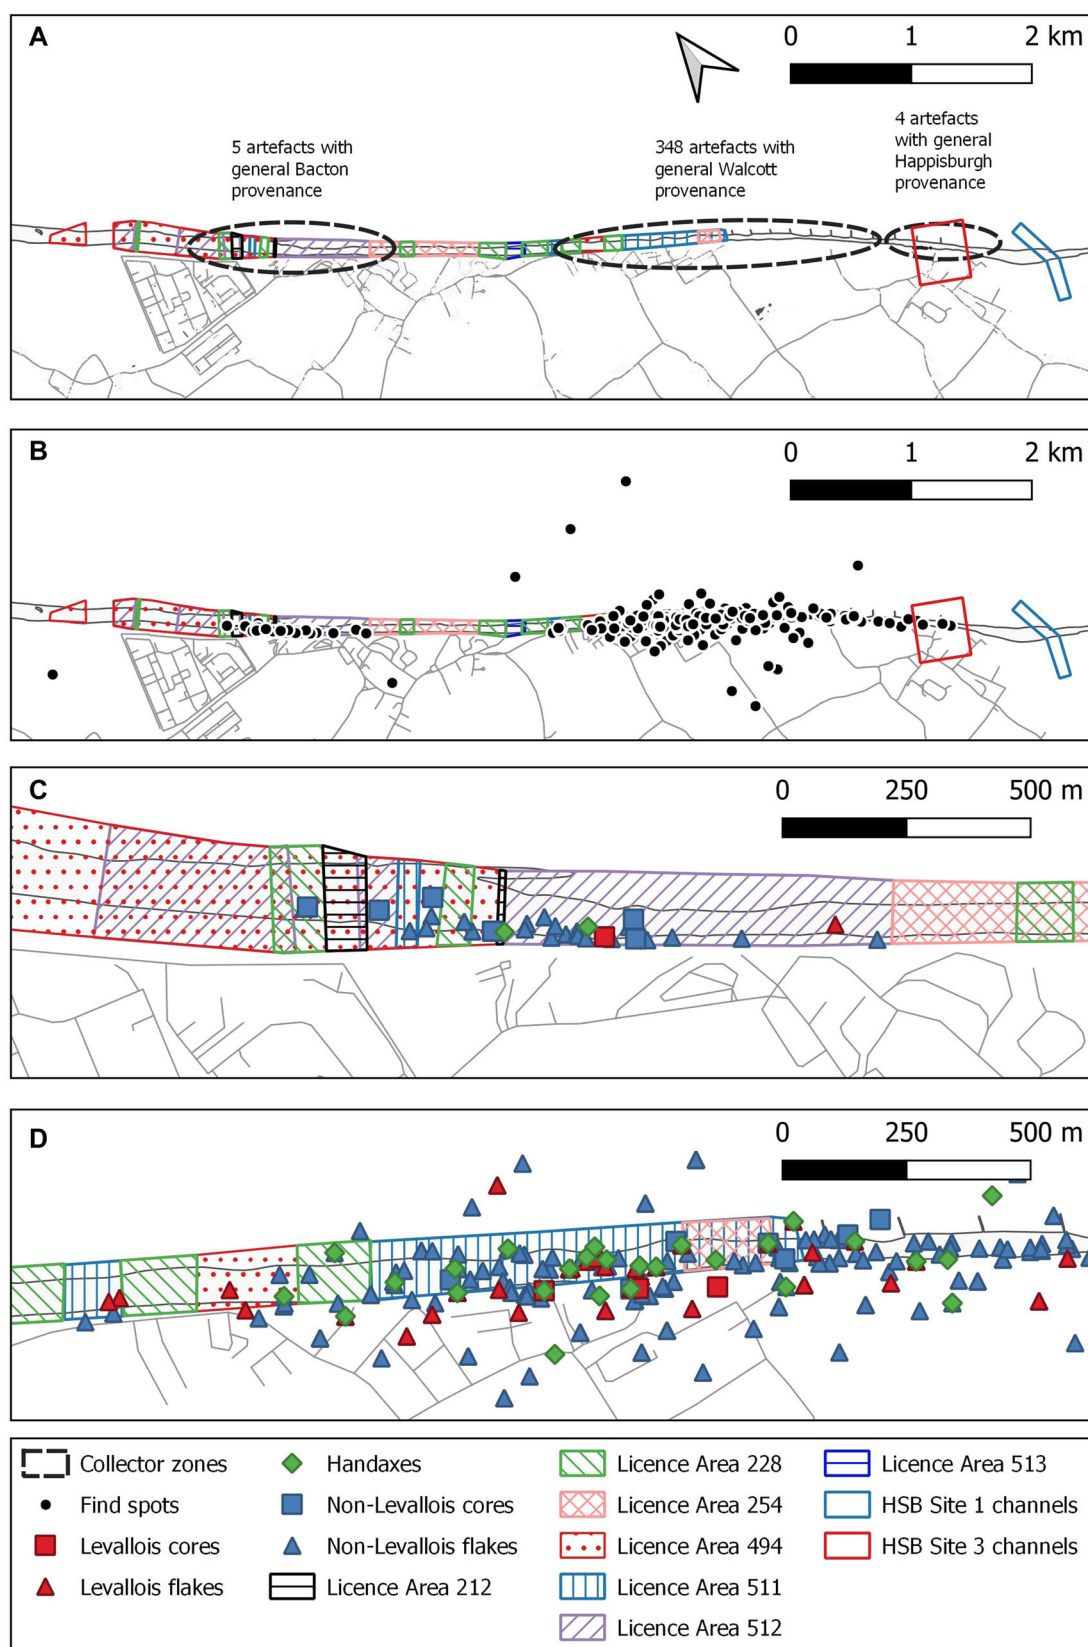 A
0 1 2 km
5 artefacts with
general Bacton
provenance
348 artefacts with
general Walcott
provenance
4 artefacts
with general
Happisburgh
provenance
B
0 1 2 km
C
0 250 500 m
D
0 250 500 m
Collector zones
Find spots
Levallois cores
Levallois flakes
Handaxes
Non-Levallois cores
Non-Levallois flakes
Licence Area 212
Licence Area 228
Licence Area 254
Licence Area 494
Licence Area 511
Licence Area 512
Licence Area 513
HSB Site 1 channels
HSB Site 3 channels